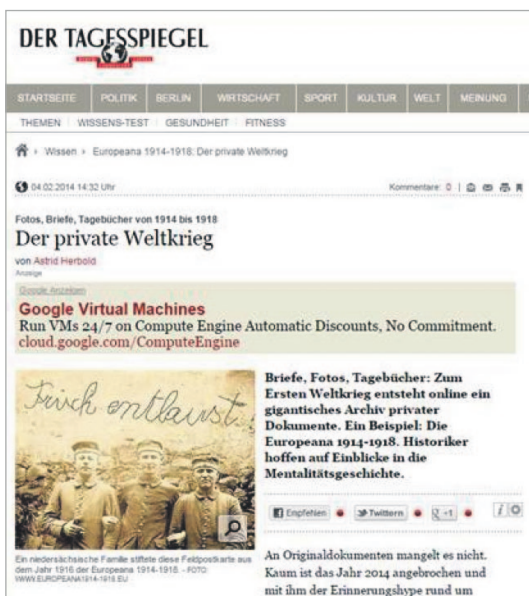 DER TAGESSPIEGEL
STARTSEITE POLITIK BERLIN WIRTSCHAFT SPORT KULTUR WELT MEINUNG
THEMEN WISSENS-TEST GESUNDHEIT FITNESS
Wissen Europeana 1914-1918: Der private Weltkrieg
04.02.2014 14:32 Uhr Kommentare: 0
Fotos, Briefe, Tagebücher von 1914 bis 1918
Der private Weltkrieg
von Astrid Herbold
Anzeige
Google Anzeigen
Google Virtual Machines
Run VMs 24/7 on Compute Engine Automatic Discounts, No Commitment.
cloud.google.com/ComputeEngine
Frisch entlaust.
Ein niedersächsische Familie stiftete diese Feldpostkarte aus
dem Jahr 1916 der Europeana 1914-1918. - FOTO:
WWW.EUROPEANA1914-1918.EU
Briefe, Fotos, Tagebücher: Zum
Ersten Weltkrieg entsteht online ein
gigantisches Archiv privater
Dokumente. Ein Beispiel: Die
Europeana 1914-1918. Historiker
hoffen auf Einblicke in die
Mentalitätsgeschichte.
Empfehlen Twittern +1
An Originaldokumenten mangelt es nicht.
Kaum ist das Jahr 2014 angebrochen und
mit ihm der Erinnerungshype rund um